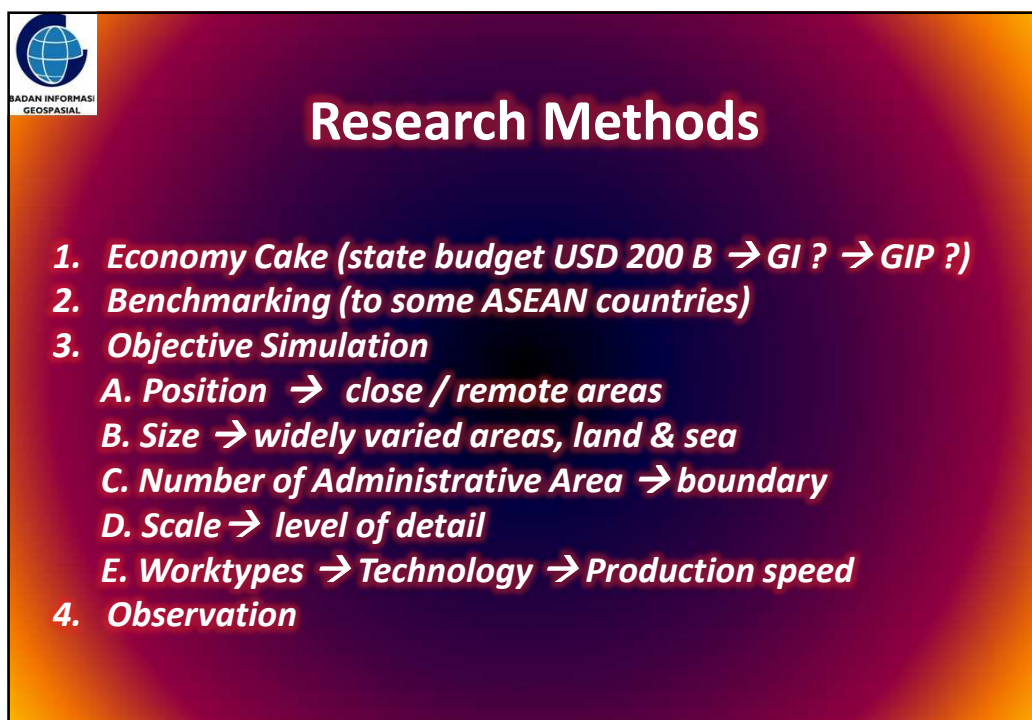 BADAN INFORMASI
GEOSPASIAL
Research Methods
1. Economy Cake (state budget USD 200 B → GI ? → GIP ?)
2. Benchmarking (to some ASEAN countries)
3. Objective Simulation
A. Position → close / remote areas
B. Size → widely varied areas, land & sea
C. Number of Administrative Area → boundary
D. Scale → level of detail
E. Worktypes → Technology → Production speed
4. Observation